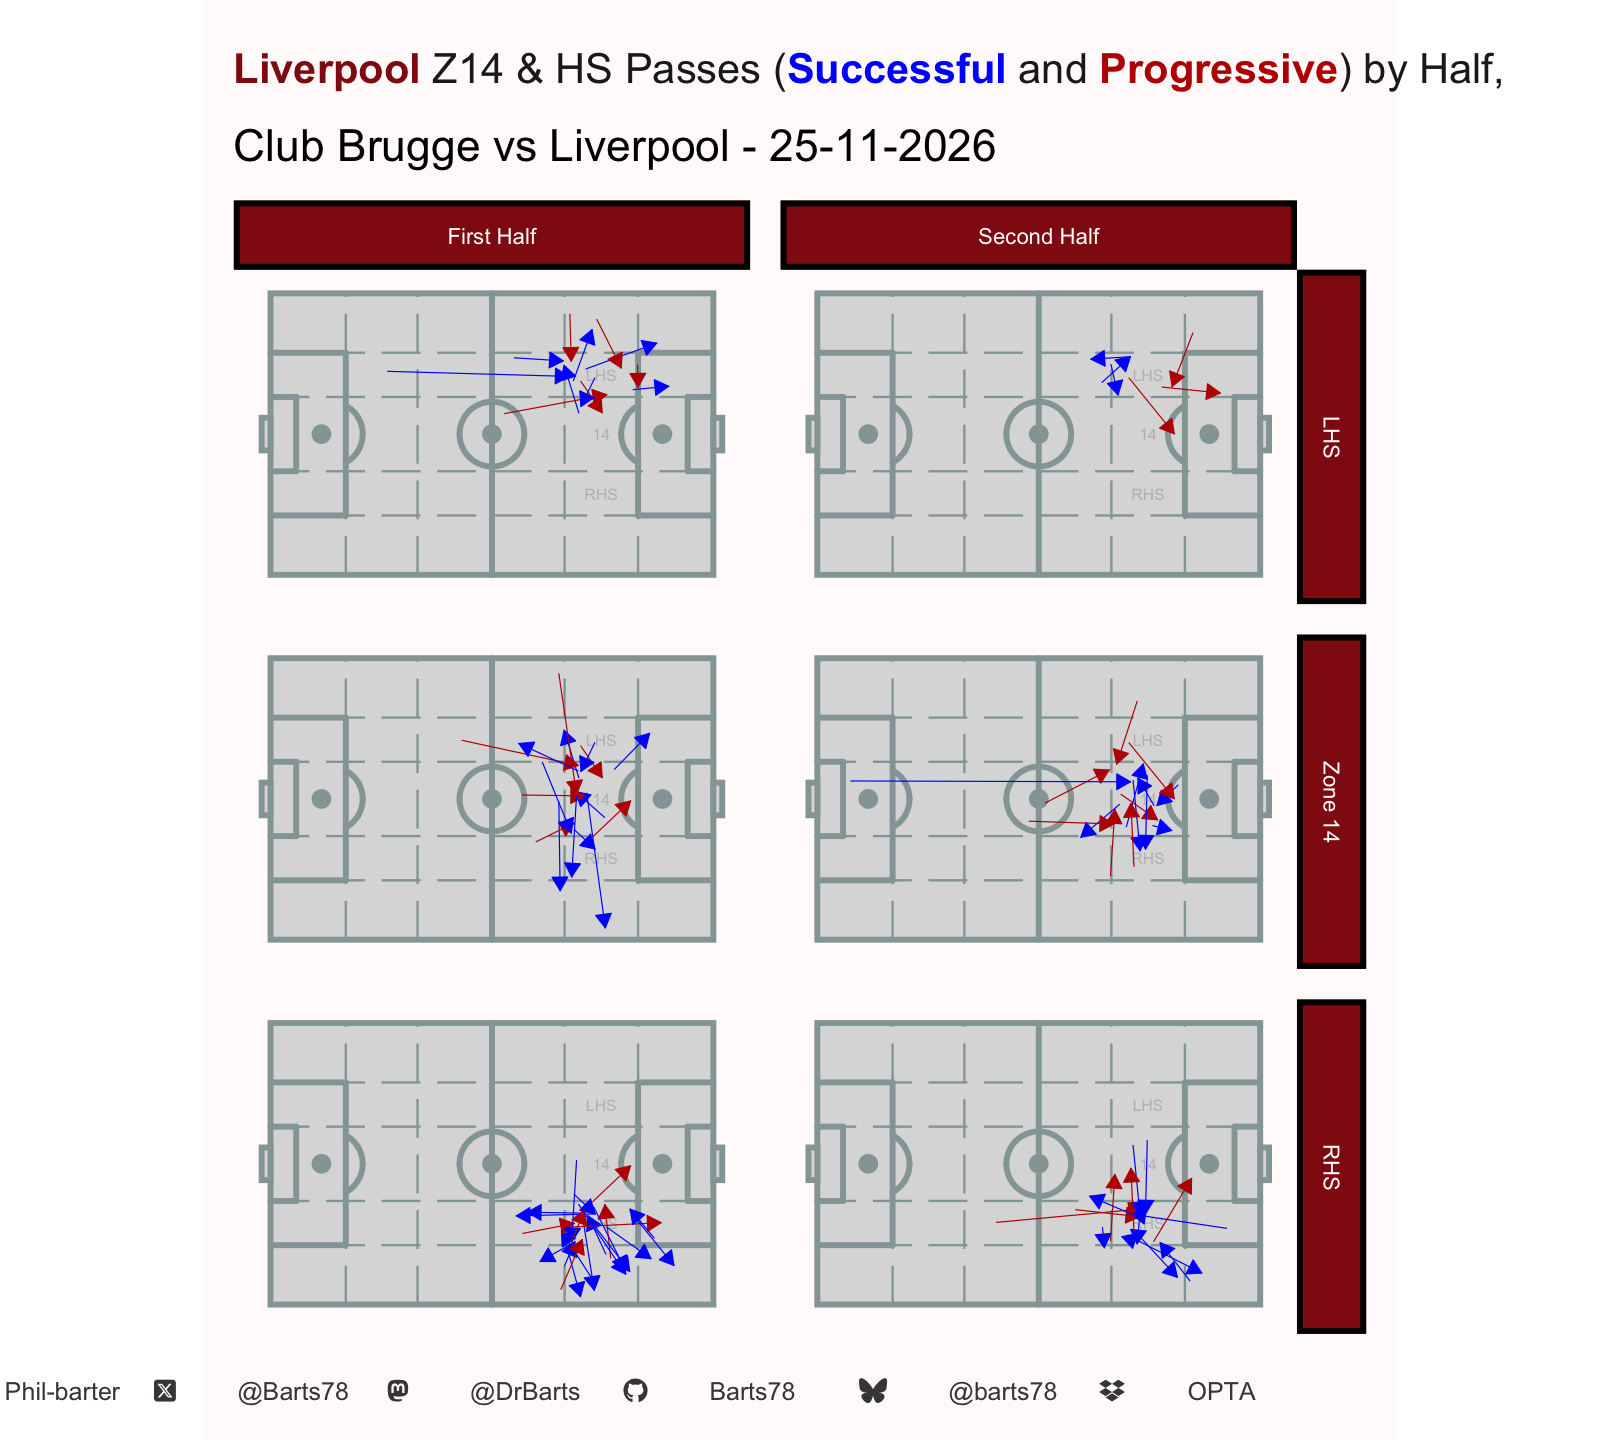 Liverpool Z14 & HS Passes (Successful and Progressive) by Half,
Club Brugge vs Liverpool - 25-11-2026
First Half
Second Half
LHS
14
RHS
LHS
14
RHS
LHS
LHS
14
RHS
LHS
RHS
Zone 14
LHS
14
LHS
14
RHS
Phil-barter @Barts78 @DrBarts Barts78 @barts78 OPTA